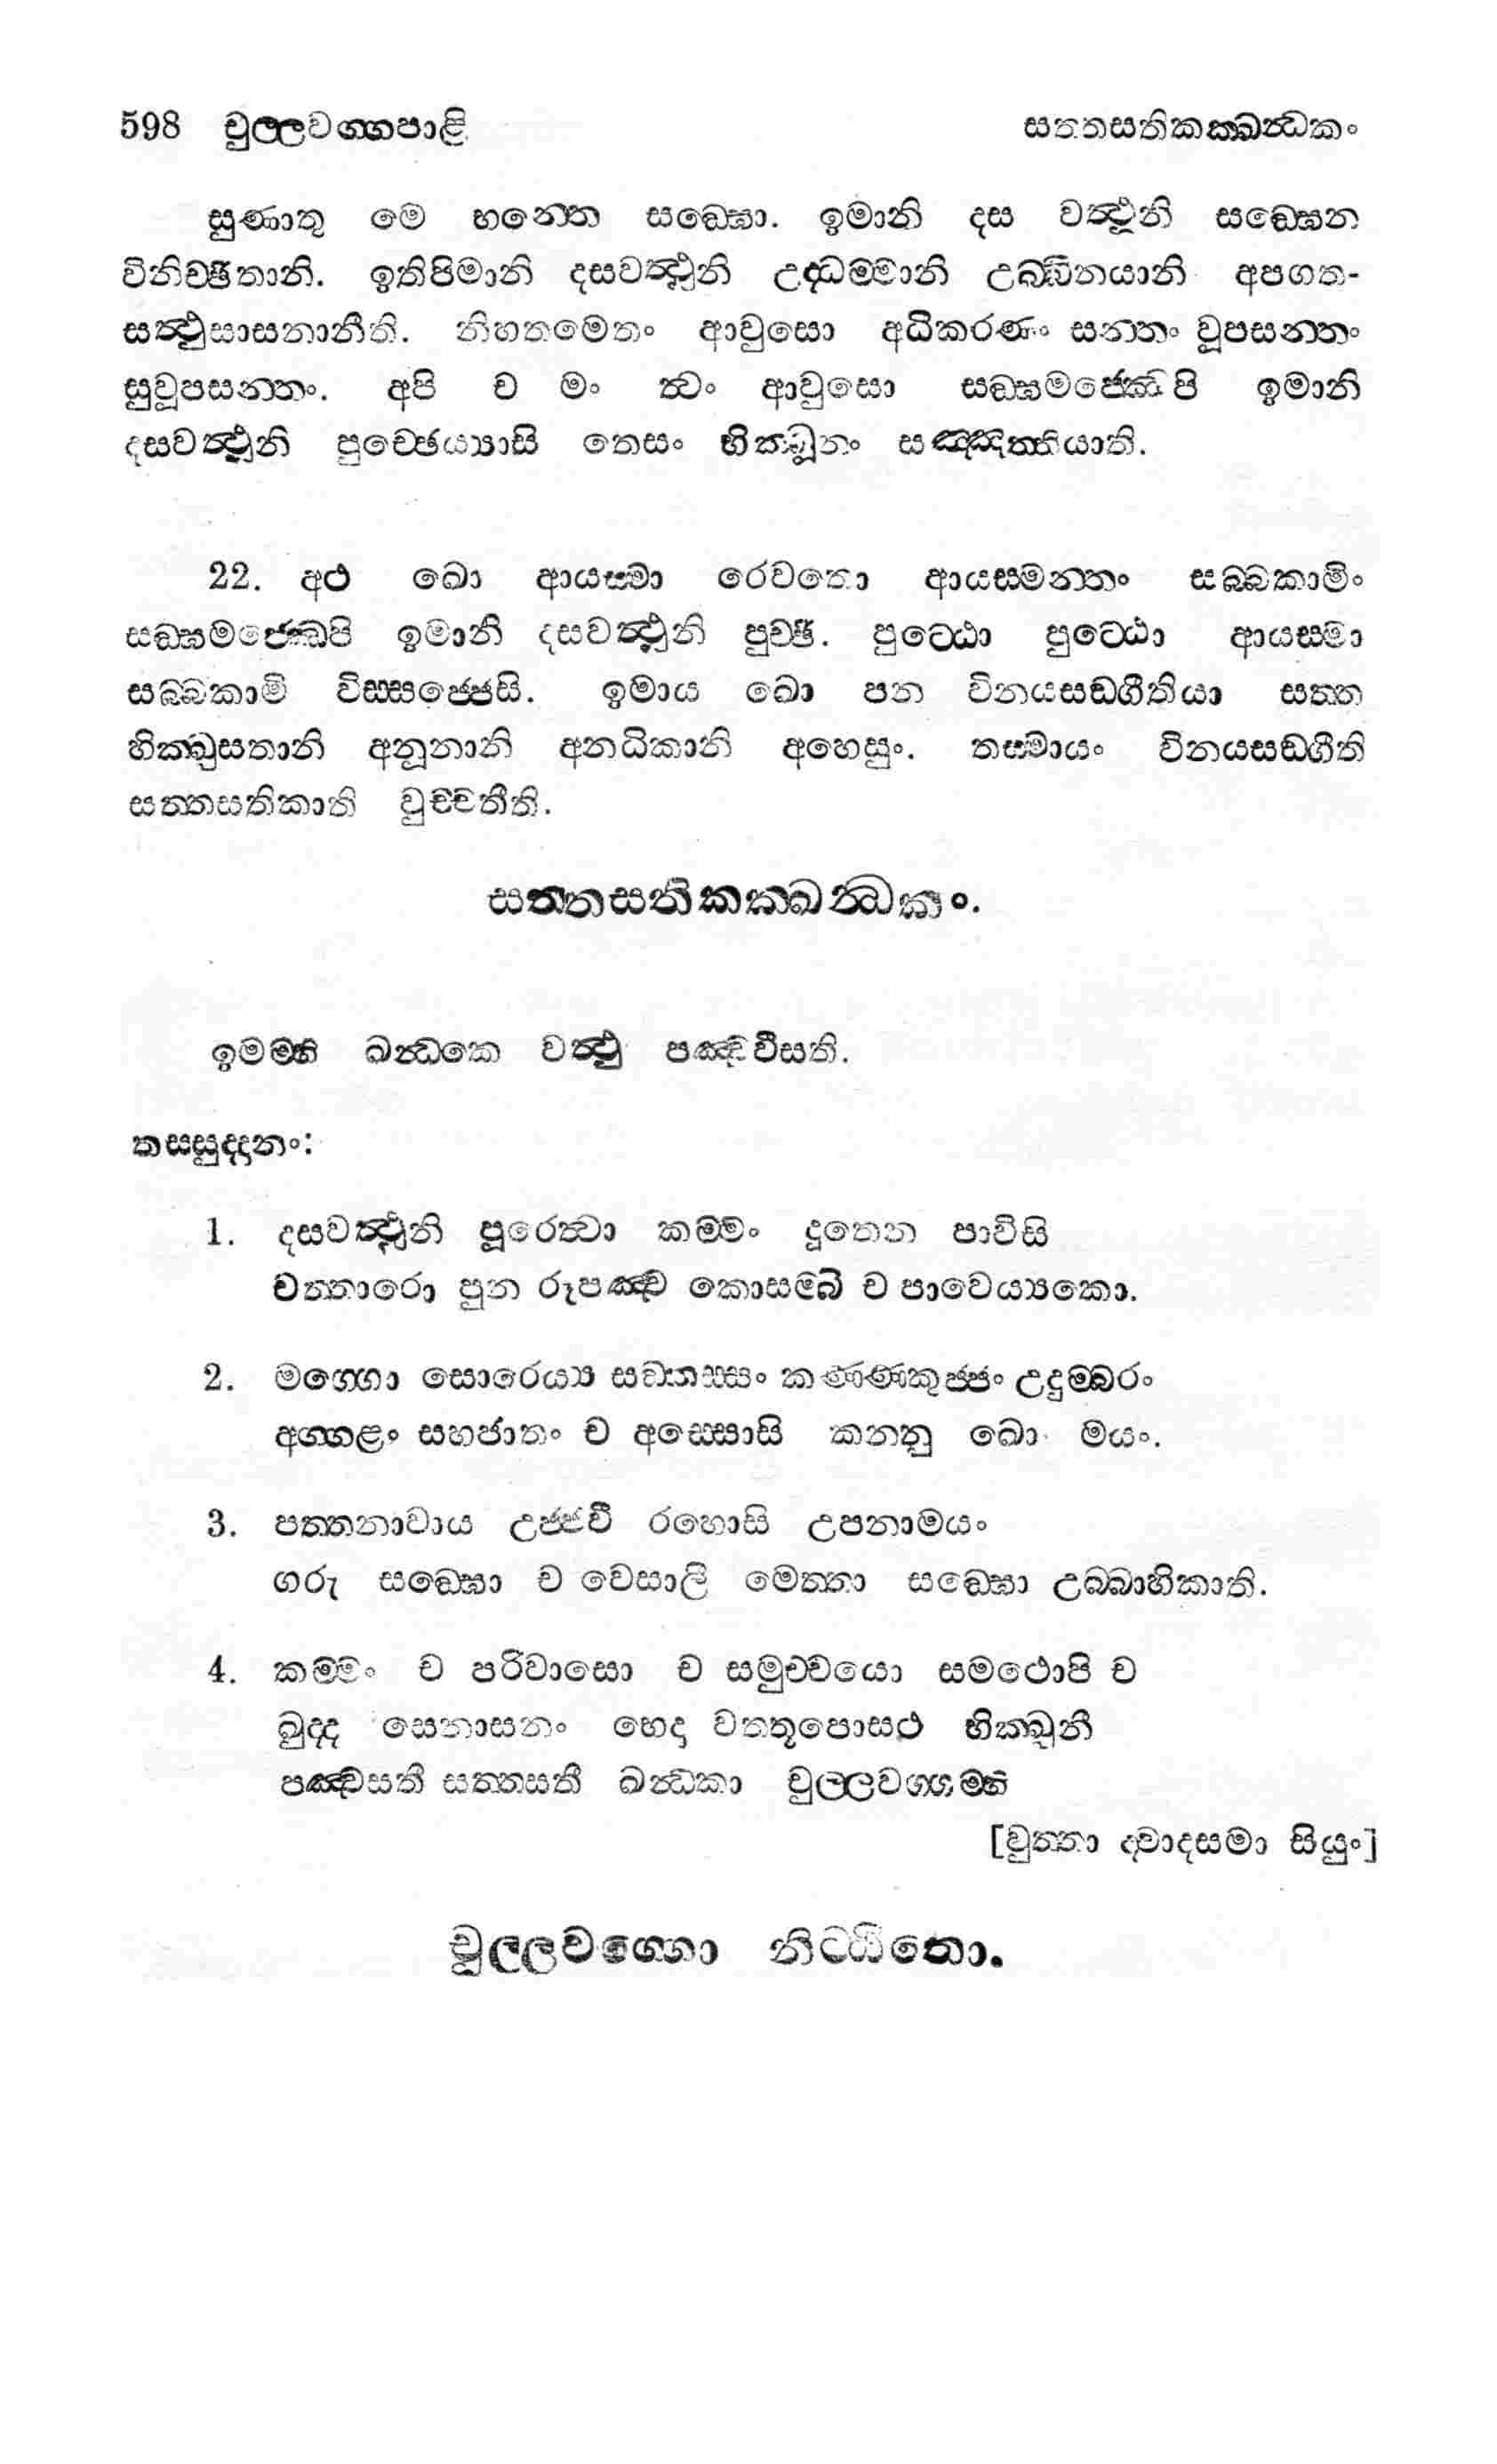 598 චුල්ලවග්ගපාළි සත්තසතිකක්ඛන්ධකං
සුණාතු මෙ භන්තෙ සඞ්ඝො. ඉමානි දස වත්ථූනි සඞ්ඝෙන
විනිච්ඡිතානි. ඉතිපිමානි දසවත්ථූනි උද්ධම්මානි උබ්බිනයානි අපගත-
සත්ථුසාසනානීති. නිහතමෙතං ආවුසො අධිකරණං සන්තං වූපසන්තං
සුවූපසන්තං. අපි ච මං ත්වං ආවුසො සඞ්ඝමජ්ඣෙපි ඉමානි
දසවත්ථූනි පුච්ඡෙය්‍යාසි තෙසං භික්ඛූනං සඤ්ඤත්තියාති.
22. අථ ඛො ආයස්මා රෙවතො ආයස්මන්තං සබ්බකාමිං
සඞ්ඝමජ්ඣෙපි ඉමානි දසවත්ථූනි පුච්ඡි. පුට්ඨො පුට්ඨො ආයස්මා
සබ්බකාමි විස්සජ්ජෙසි. ඉමාය ඛො පන විනයසඞ්ගීතියා සත්ත
භික්ඛුසතානි අනූනානි අනධිකානි අහෙසුං. තස්මායං විනයසඞ්ගීති
සත්තසතිකාති වුච්චතීති.
සත්තසතිකක්ඛන්ධකං.
ඉමම්හි ඛන්ධකෙ වත්ථු පඤ්චවීසති.
තස්සුද්දානං:
1. දසවත්ථූනි පූරෙත්වා කම්මං දූතෙන පාවිසි
චත්තාරො පුන රූපඤ්ච කොසම්බි ච පාවෙය්‍යකො.
2. මග්ගො සොරෙය්‍ය සඞ්කස්සං කණ්ණකුජ්ජං උදුම්බරං
අග්ගළං සහජාතං ච අස්සොසි කන්නු ඛො මයං.
3. පත්තනාවාය උජ්ජවී රහොසි උපනාමයං
ගරු සඞ්ඝො ච වෙසාලි මෙත්තා සඞ්ඝො උබ්බාහිකාති.
4. කම්මං ච පරිවාසො ච සමුච්චයො සමථොපි ච
ඛුද්ද සෙනාසනං භෙද වත්තූපොසථ භික්ඛුනී
පඤ්චසතී සත්තසතී ඛන්ධකා චුල්ලවග්ගම්හි
[වුත්තා ද්වාදසමා සියුං]
චූල්ලවග්ගො නිට්ඨිතො.